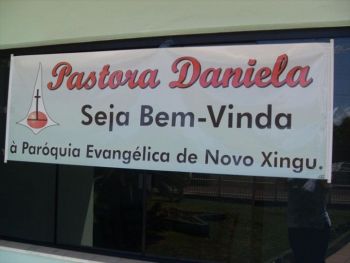 Pastora Daniela
Seja Bem-Vinda
à Paróquia Evangélica de Novo Xingu.